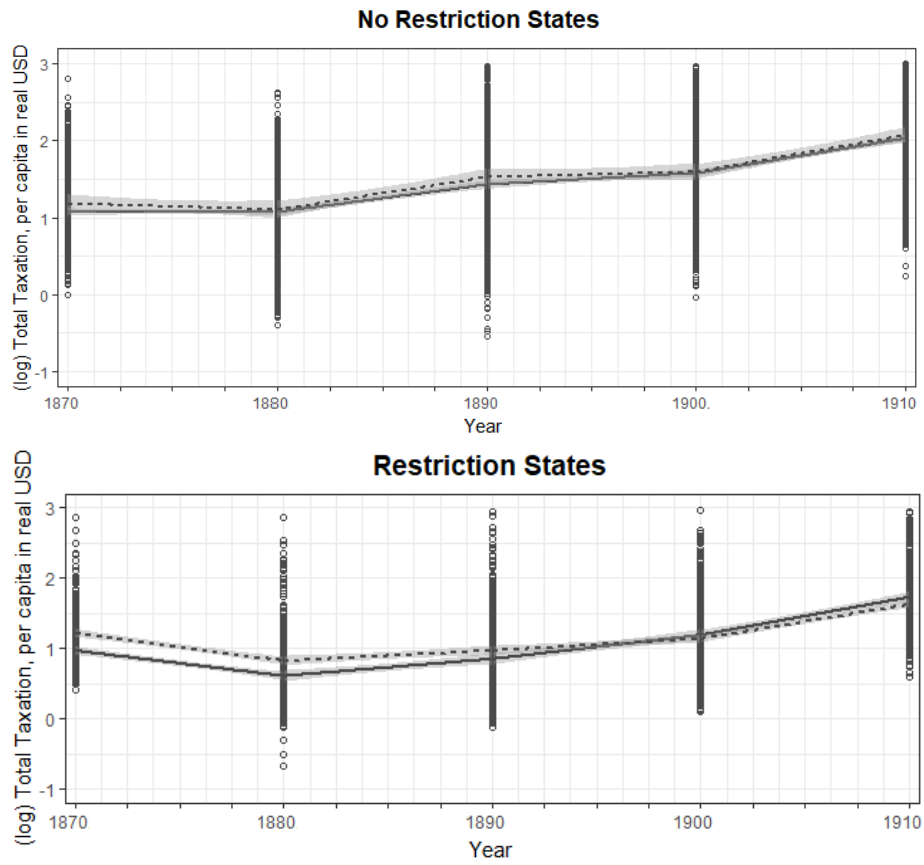 No Restriction States
(log) Total Taxation, per capita in real USD
3
2
1
0
-1
1870 1880 1890 1900. 1910
Year
Restriction States
(log) Total Taxation, per capita in real USD
3
2
1
0
-1
1870 1880 1890 1900 1910
Year